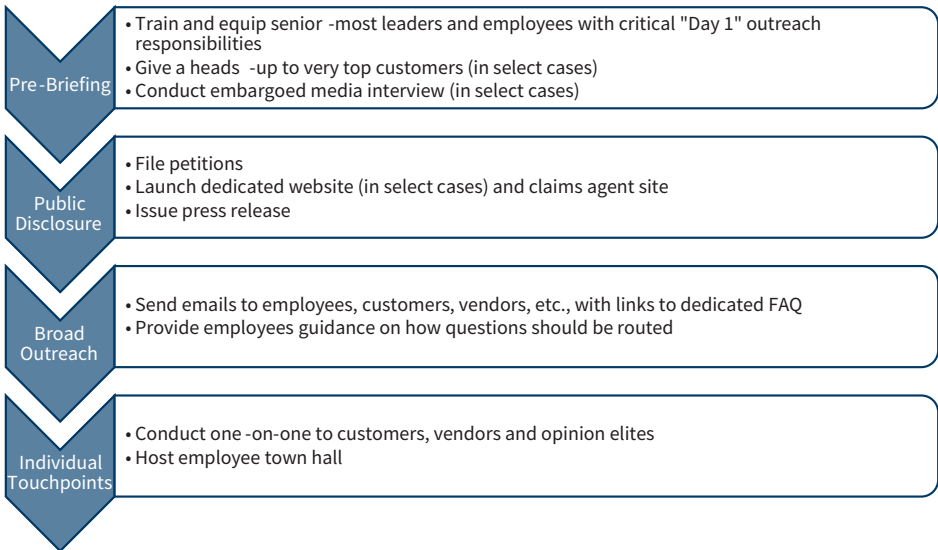 Pre-Briefing
• Train and equip senior -most leaders and employees with critical "Day 1" outreach
responsibilities
• Give a heads -up to very top customers (in select cases)
• Conduct embargoed media interview (in select cases)
Public
Disclosure
• File petitions
• Launch dedicated website (in select cases) and claims agent site
• Issue press release
Broad
Outreach
• Send emails to employees, customers, vendors, etc., with links to dedicated FAQ
• Provide employees guidance on how questions should be routed
Individual
Touchpoints
• Conduct one -on-one to customers, vendors and opinion elites
• Host employee town hall